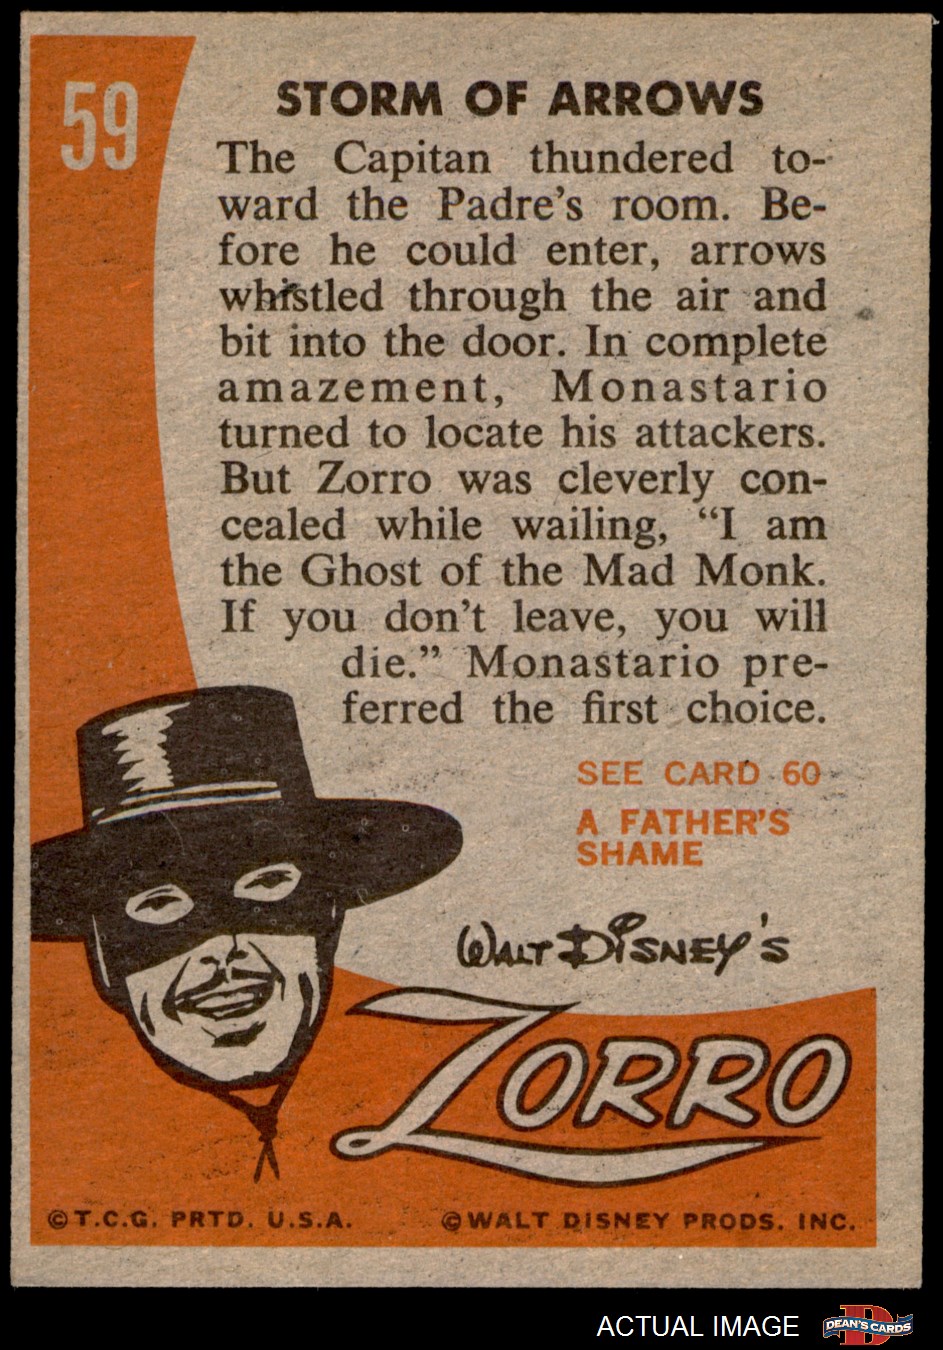 59
STORM OF ARROWS
The Capitan thundered to-
ward the Padre's room. Be-
fore he could enter, arrows
whistled through the air and
bit into the door. In complete
amazement, Monastario
turned to locate his attackers.
But Zorro was cleverly con-
cealed while wailing, “I am
the Ghost of the Mad Monk.
If you don't leave, you will
die.” Monastario pre-
ferred the first choice.
SEE CARD 60
A FATHER'S
SHAME
WALT DISNEY'S
ZORRO
©T.C.G. PRTD. U.S.A.
©WALT DISNEY PRODS. INC.
ACTUAL IMAGE
D
DEAN'S CARDS